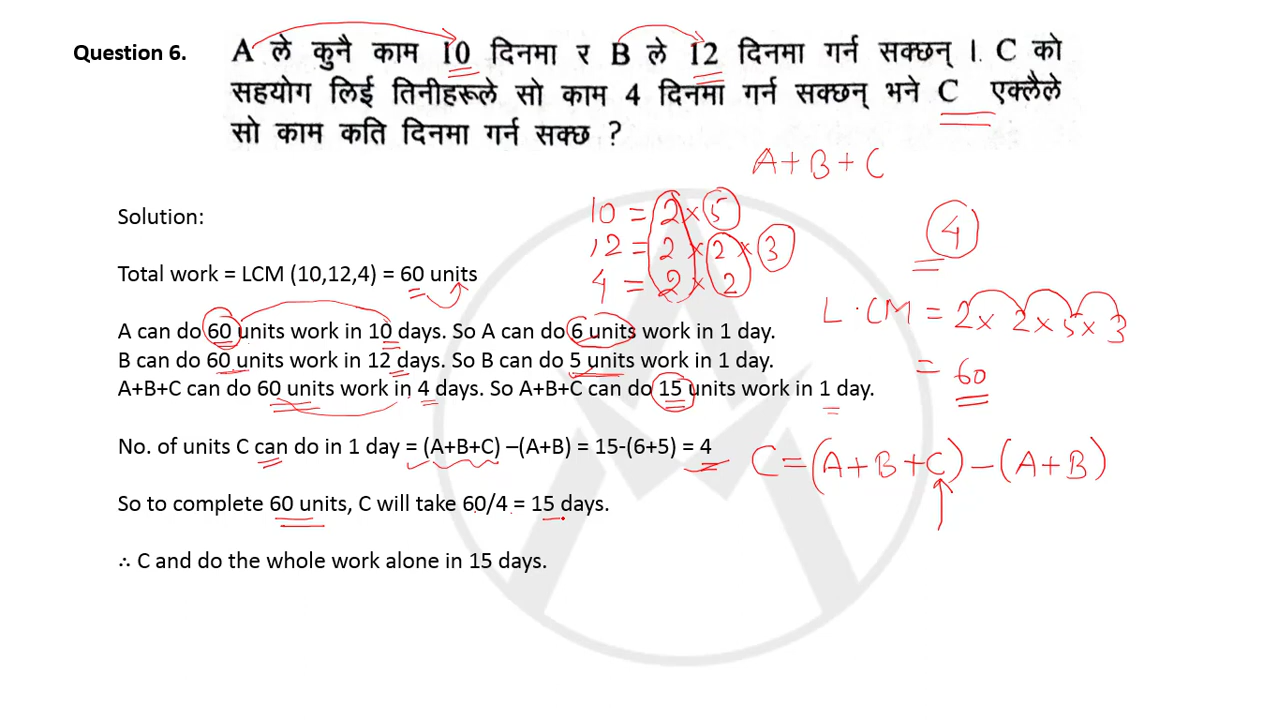 Question 6.
A ले कुनै काम 10 दिनमा र B ले 12 दिनमा गर्न सक्छन् । C को
सहयोग लिई तिनीहरूले सो काम 4 दिनमा गर्न सक्छन् भने C एक्लैले
सो काम कति दिनमा गर्न सक्छ ?
A+B+C
Solution:
10 = 2×5
12 = 2×2×3
4 = 2×2
4
Total work = LCM (10,12,4) = 60 units
L.CM = 2× 2×5×3
= 60
A can do 60 units work in 10 days. So A can do 6 units work in 1 day.
B can do 60 units work in 12 days. So B can do 5 units work in 1 day.
A+B+C can do 60 units work in 4 days. So A+B+C can do 15 units work in 1 day.
No. of units C can do in 1 day = (A+B+C) –(A+B) = 15-(6+5) = 4
C=(A+B+C)-(A+B)
So to complete 60 units, C will take 60/4 = 15 days.
∴ C and do the whole work alone in 15 days.